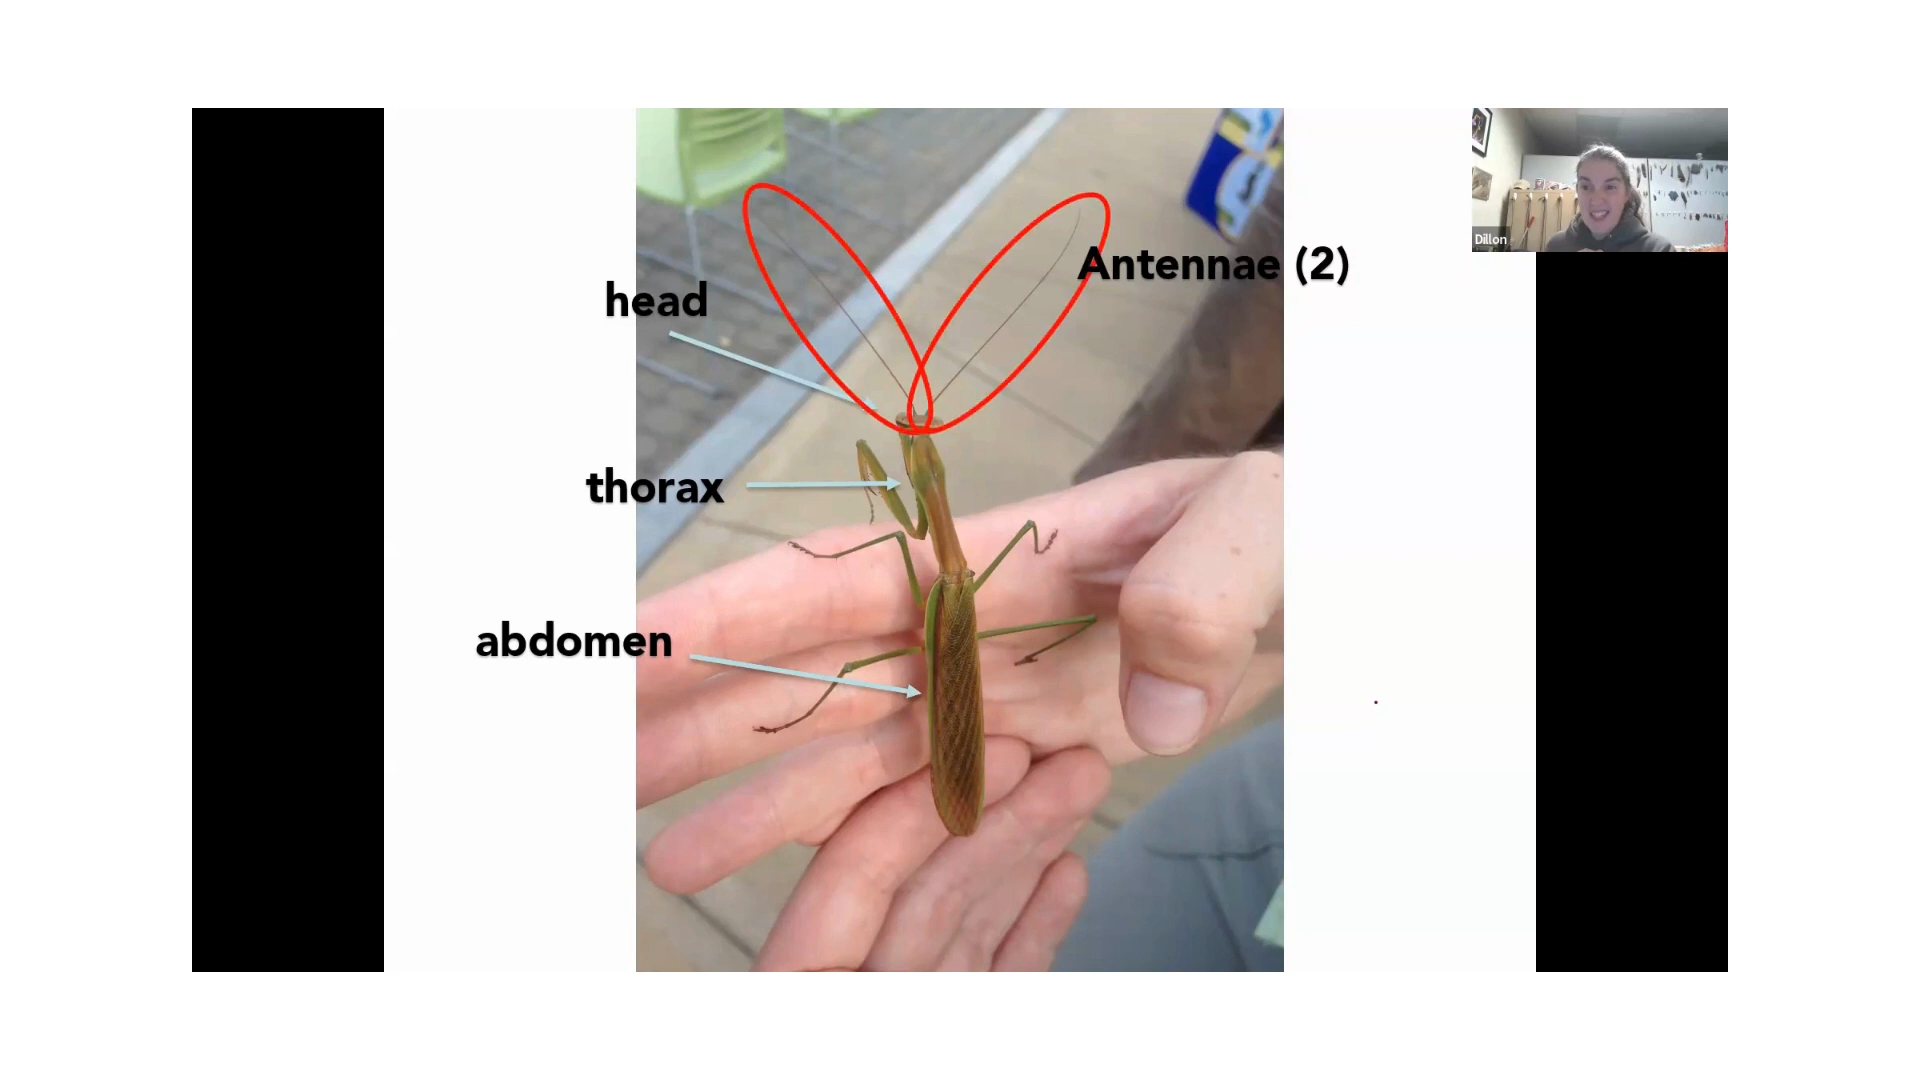 Dillon
Antennae (2)
head
thorax
abdomen